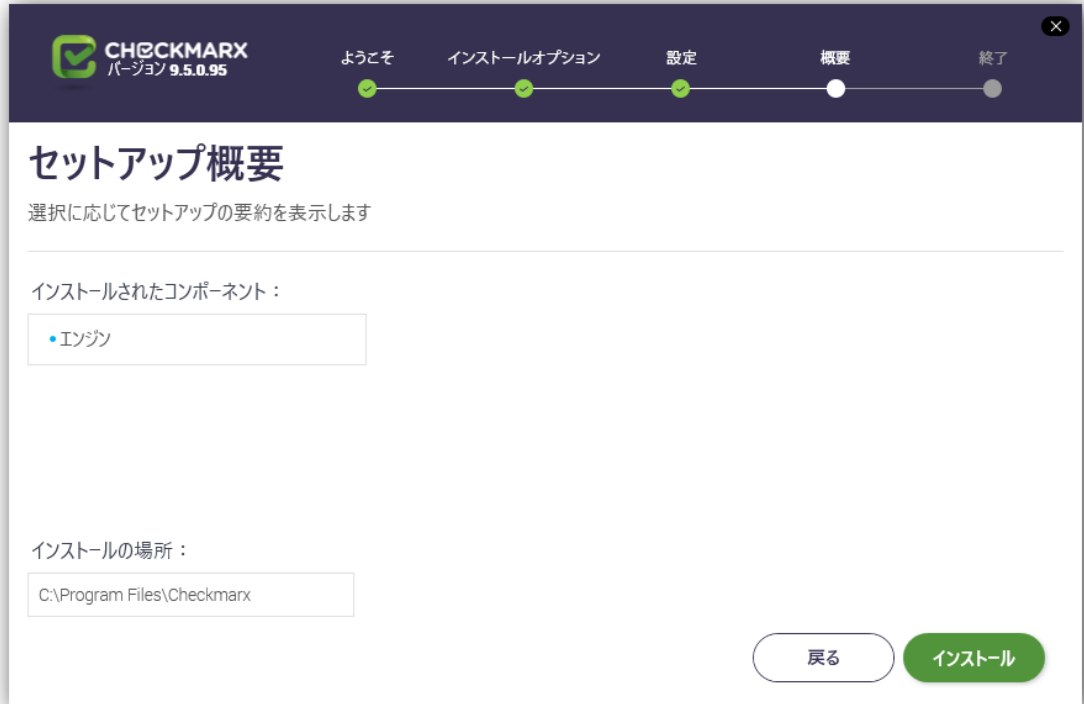 CHECKMARX
バージョン 9.5.0.95
ようこそ
インストールオプション
設定
概要
終了
セットアップ概要
選択に応じてセットアップの要約を表示します
インストールされたコンポーネント：
• エンジン
インストールの場所：
C:\Program Files\Checkmarx
戻る
インストール